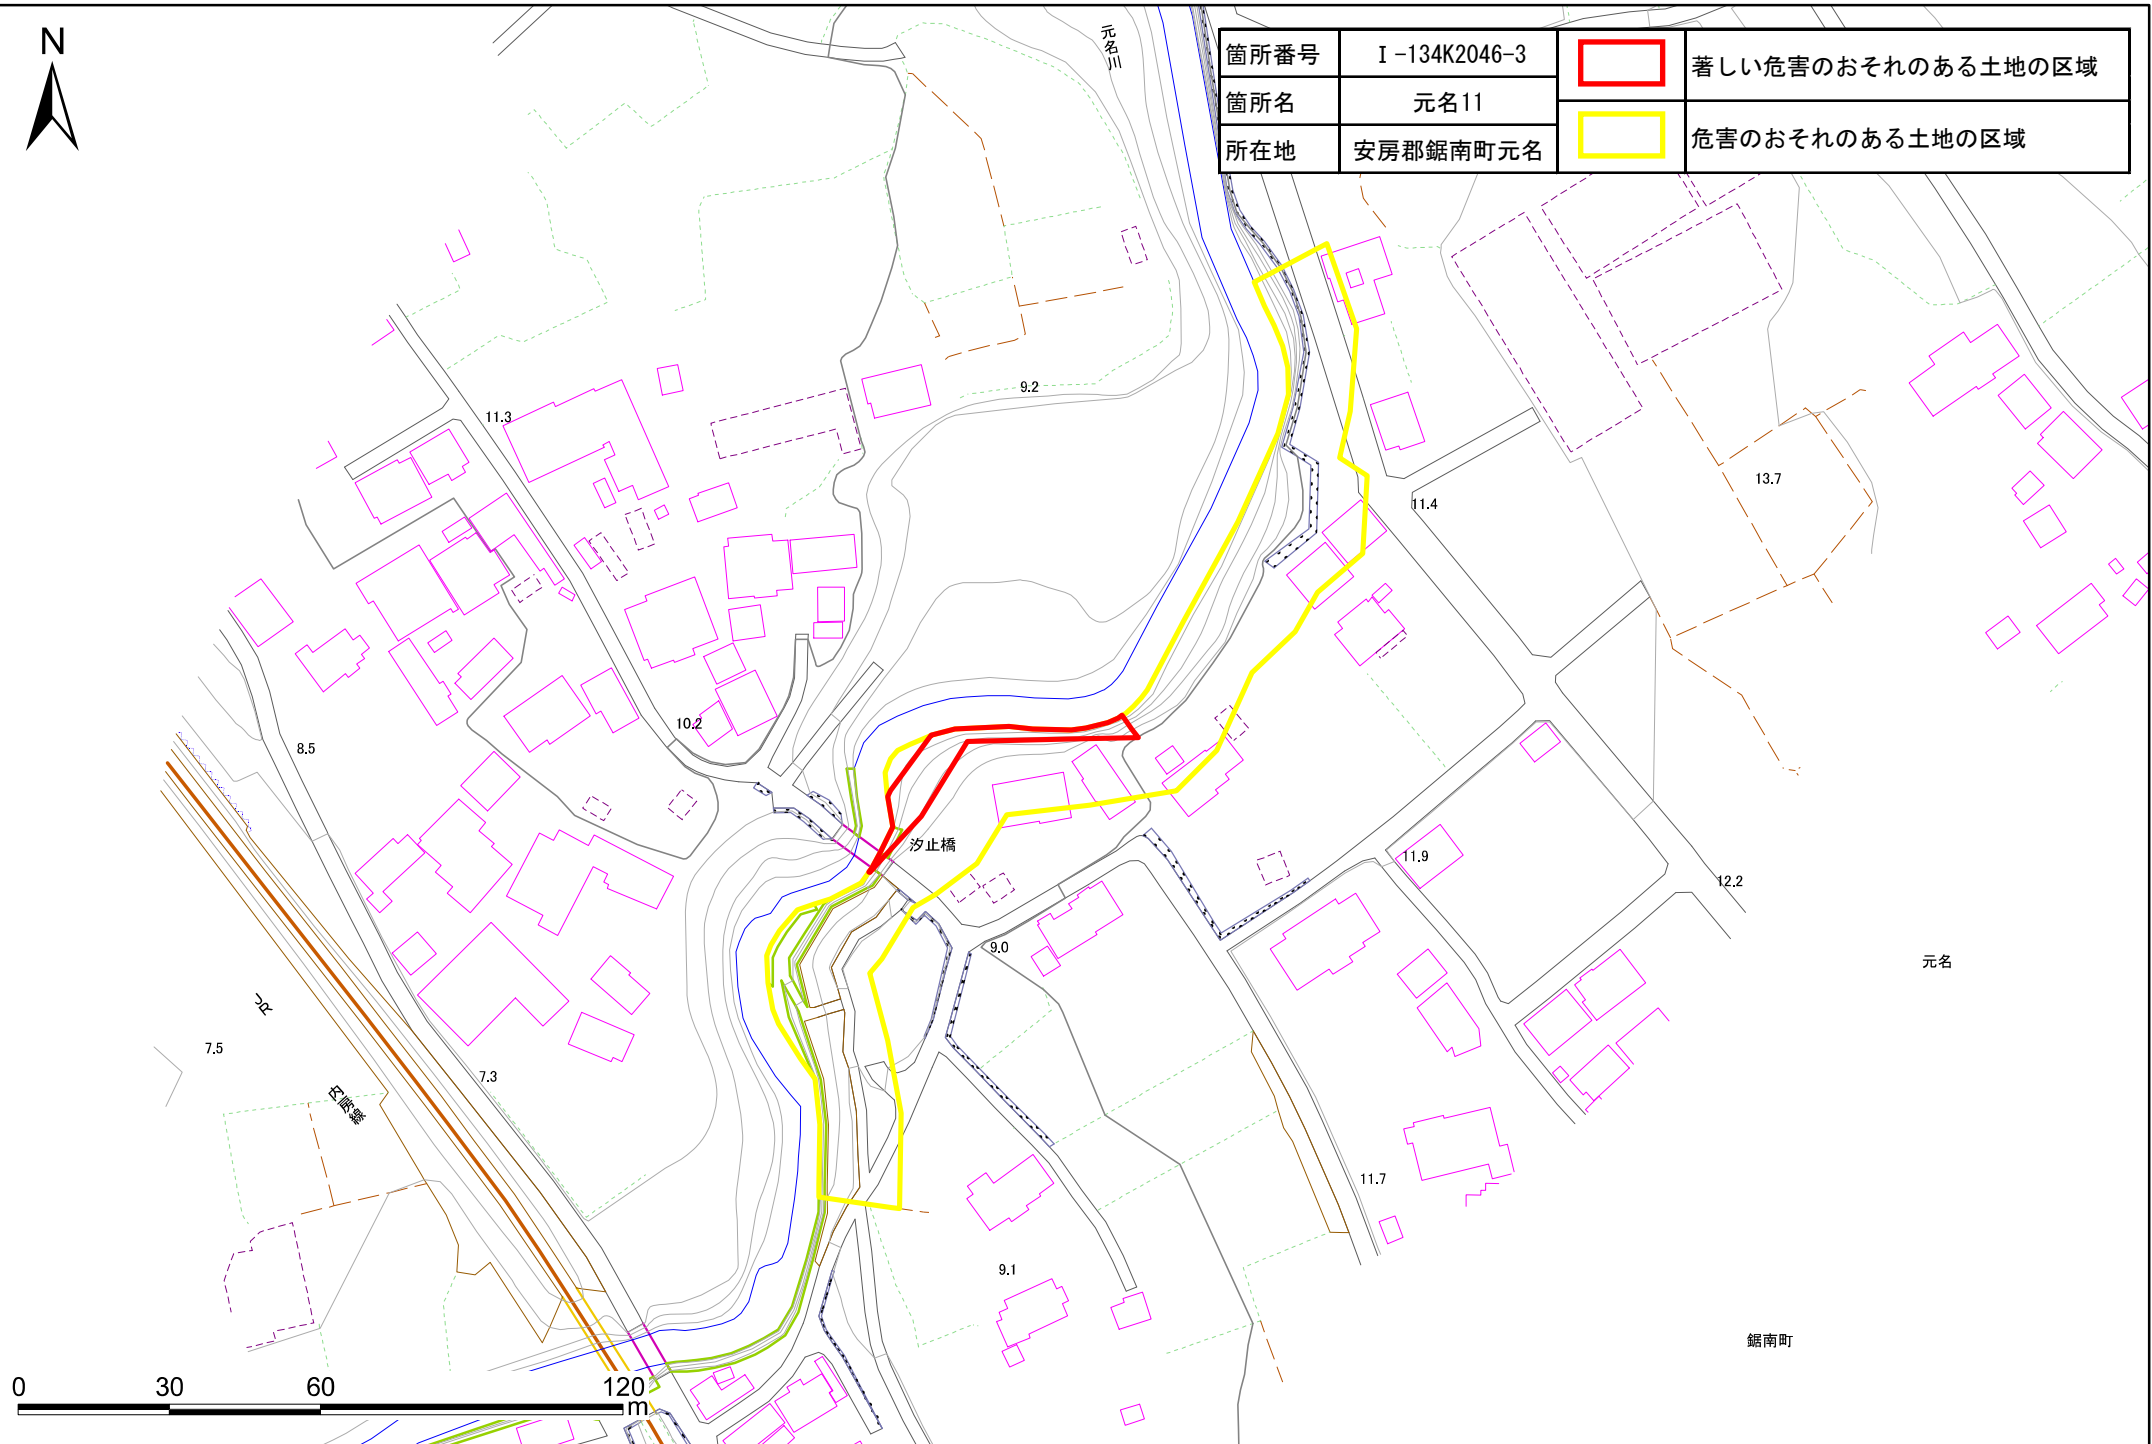 N
元名川
箇所番号 Ⅰ-134K2046-3 著しい危害のおそれのある土地の区域
箇所名 元名11
危害のおそれのある土地の区域
所在地 安房郡鋸南町元名
9.2
11.3
13.7
11.4
10.2
8.5
汐止橋
11.9
12.2
9.0
元名
JR
7.5
7.3
内房線
11.7
9.1
鋸南町
0 30 60 120
m